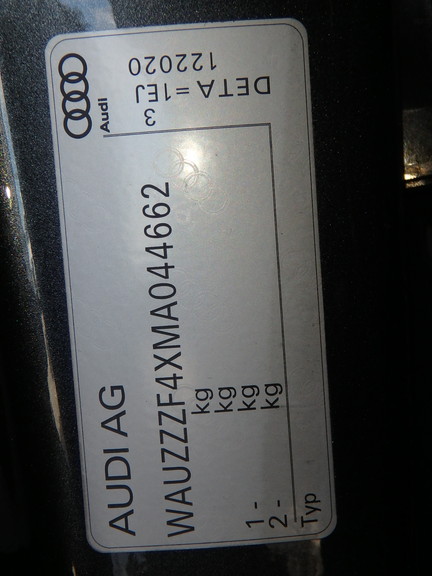 AUDI AG
Audi
WAUZZZF4XMA044662
kg
kg
1- kg
2- kg
Typ
3
DETA =1EJ
122020